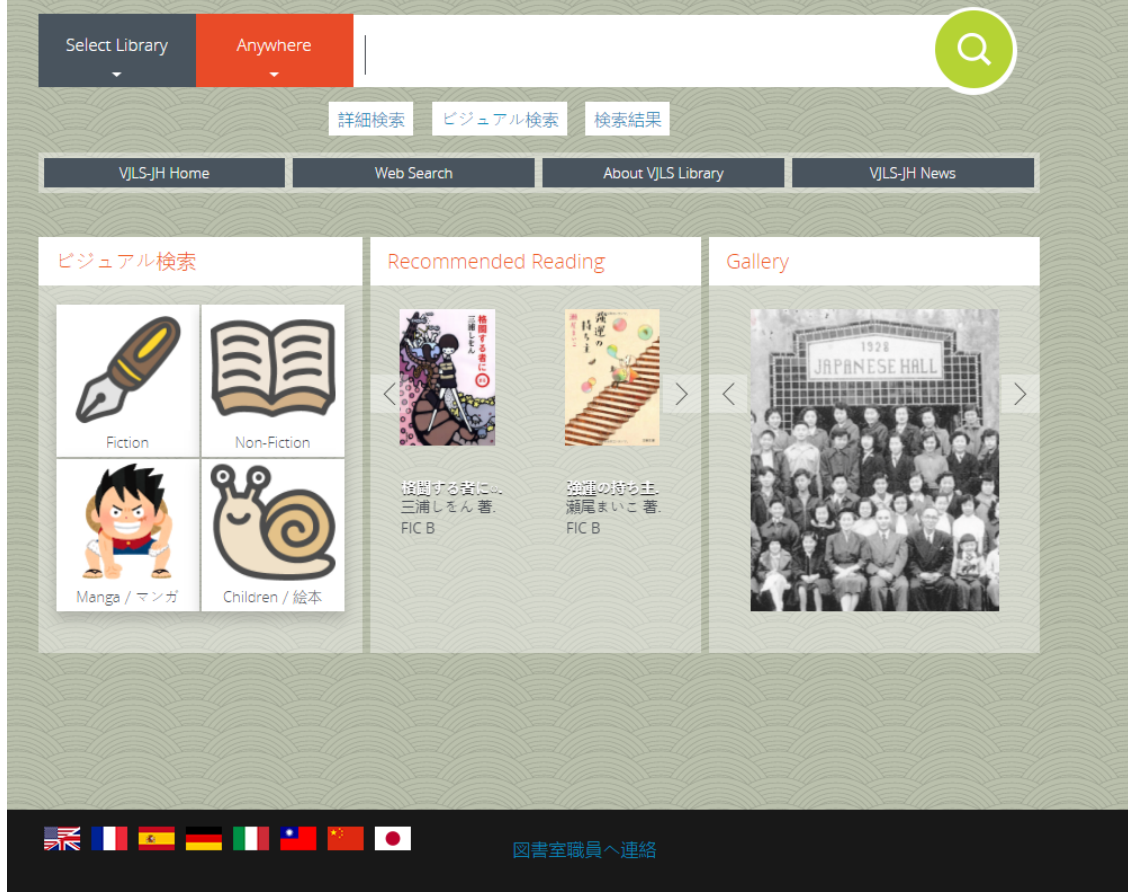 Select Library
Anywhere
詳細検索
ビジュアル検索
検索結果
VJLS-JH Home
Web Search
About VJLS Library
VJLS-JH News
ビジュアル検索
Fiction
Non-Fiction
Manga / マンガ
Children / 絵本
Recommended Reading
格闘する者に○
三浦しをん
強運の持ち主
格闘する者に○..
三浦しをん 著.
FIC B
強運の持ち主.
瀬尾まいこ 著.
FIC B
Gallery
1928
JAPANESE HALL
図書室職員へ連絡